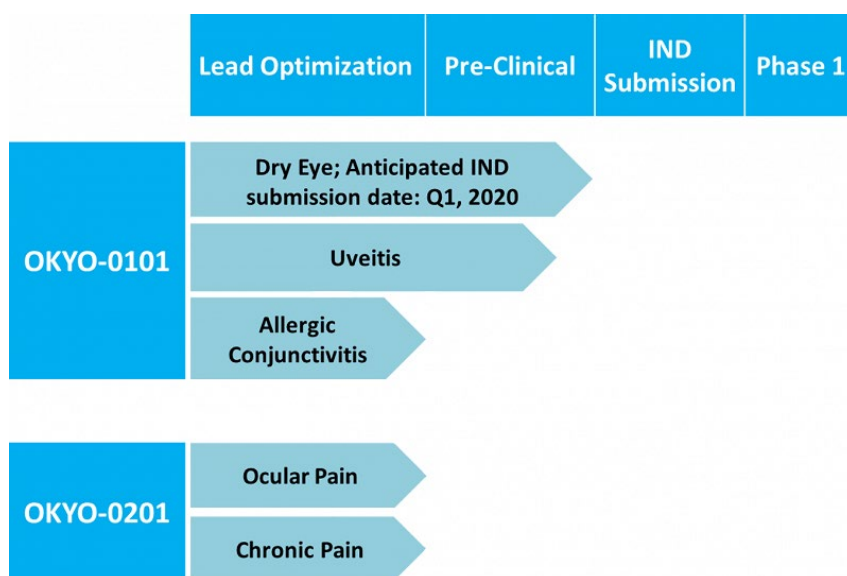 Lead Optimization
Pre-Clinical
IND
Submission
Phase 1
OKYO-0101
Dry Eye; Anticipated IND
submission date: Q1, 2020
Uveitis
Allergic
Conjunctivitis
OKYO-0201
Ocular Pain
Chronic Pain